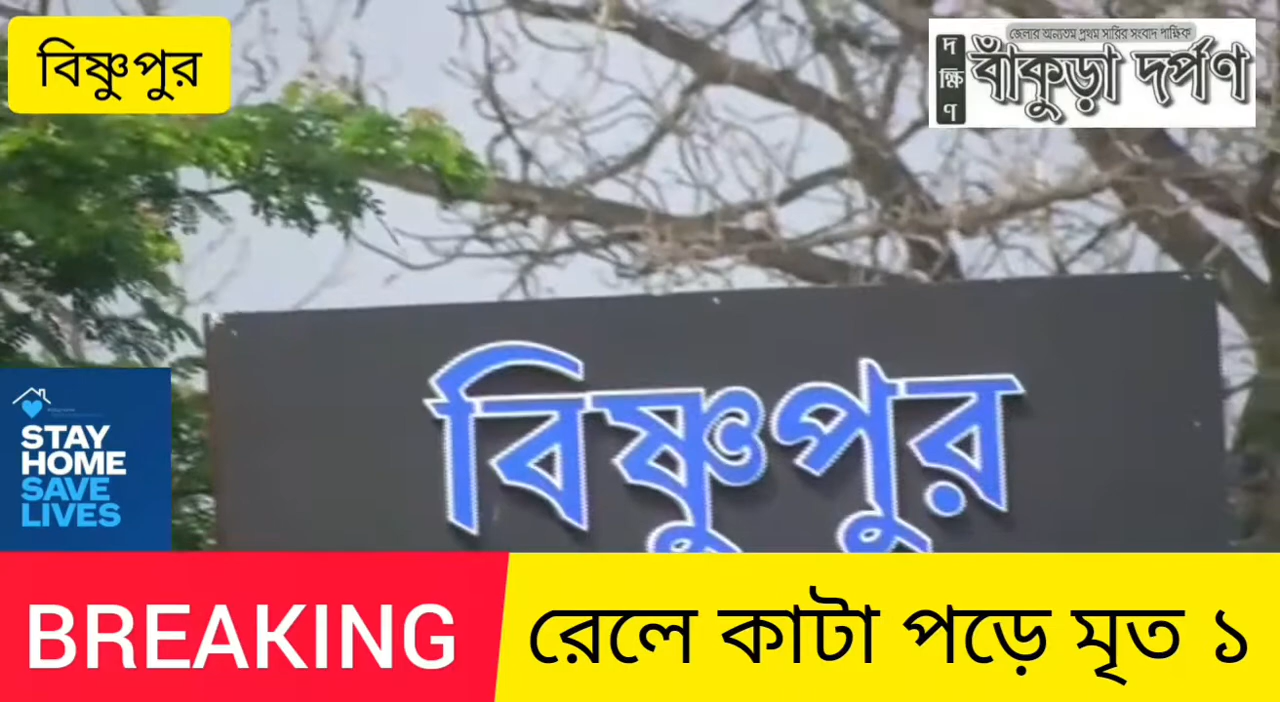 বিষ্ণুপুর
জেলার অন্যতম প্রথম সারির সংবাদ পাক্ষিক
দক্ষিণ
বাঁকুড়া দর্পণ
বিষ্ণুপুর
STAY
HOME
SAVE
LIVES
BREAKING
রেলে কাটা পড়ে মৃত ১